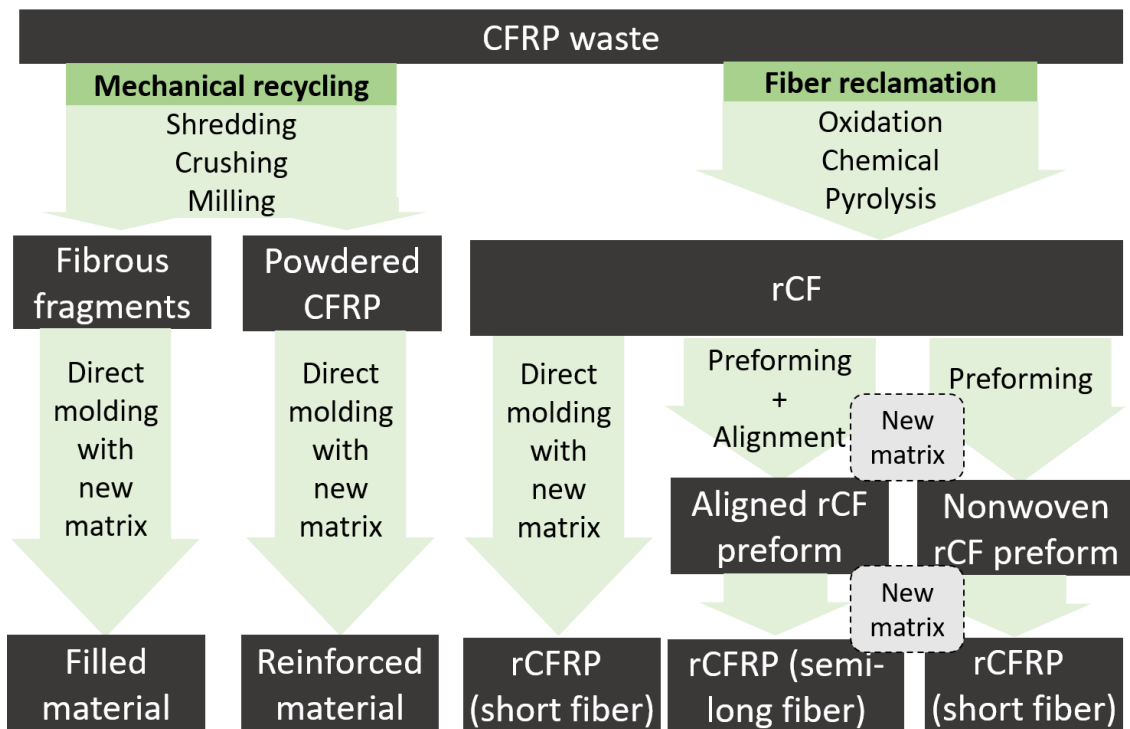 CFRP waste
Mechanical recycling
Shredding
Crushing
Milling
Fiber reclamation
Oxidation
Chemical
Pyrolysis
Fibrous
fragments
Powdered
CFRP
rCF
Direct
molding
with
new
matrix
Direct
molding
with
new
matrix
Direct
molding
with
new
matrix
Preforming
+
Alignment
New
matrix
Preforming
Aligned rCF
preform
Nonwoven
rCF preform
New
matrix
Filled
material
Reinforced
material
rCFRP
(short fiber)
rCFRP (semi-
long fiber)
rCFRP
(short fiber)